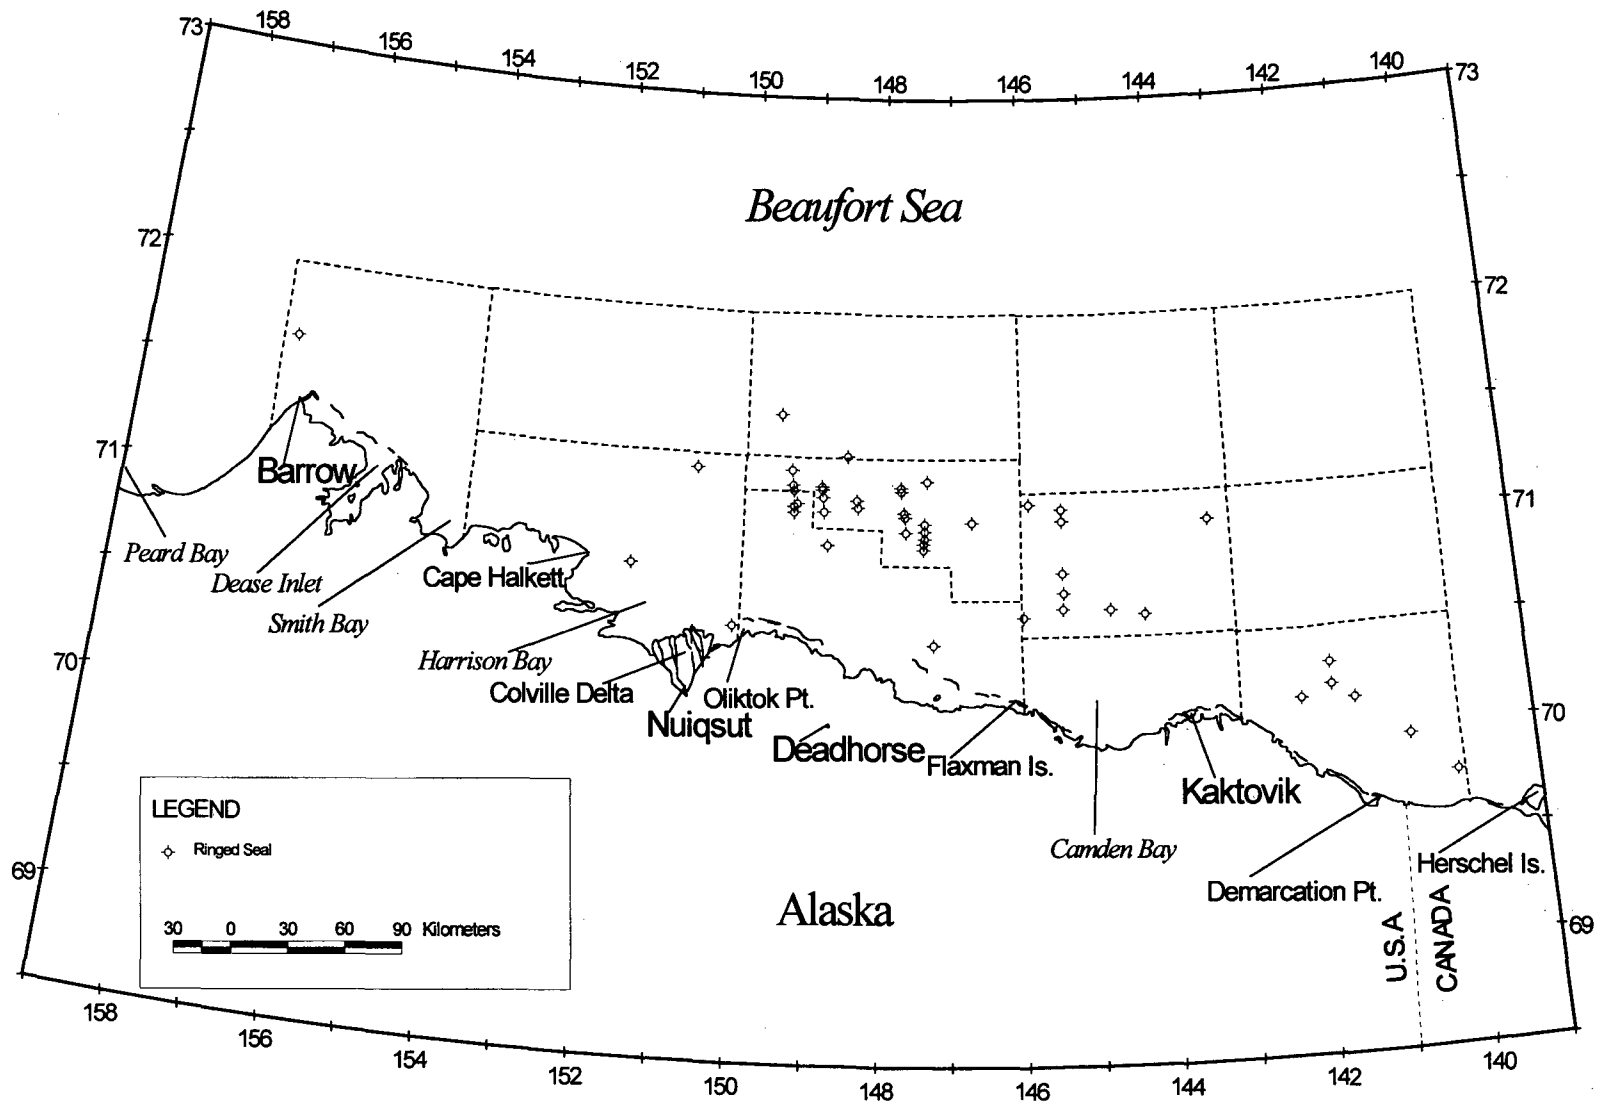 158
156
154
152
150
148
146
144
142
140
73
73
Beaufort Sea
72
72
71
71
Barrow
Peard Bay
Dease Inlet
Smith Bay
Cape Halkett
Harrison Bay
Colville Delta
Oliktok Pt.
Nuiqsut
Deadhorse
Flaxman Is.
Kaktovik
Camden Bay
Demarcation Pt.
Herschel Is.
70
70
LEGEND
Ringed Seal
30 0 30 60 90 Kilometers
Alaska
U.S.A
CANADA
69
69
158
156
154
152
150
148
146
144
142
140